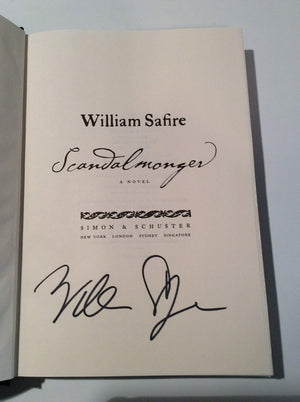 William Safire
Scandalmonger
A NOVEL
SIMON & SCHUSTER
NEW YORK LONDON SYDNEY SINGAPORE